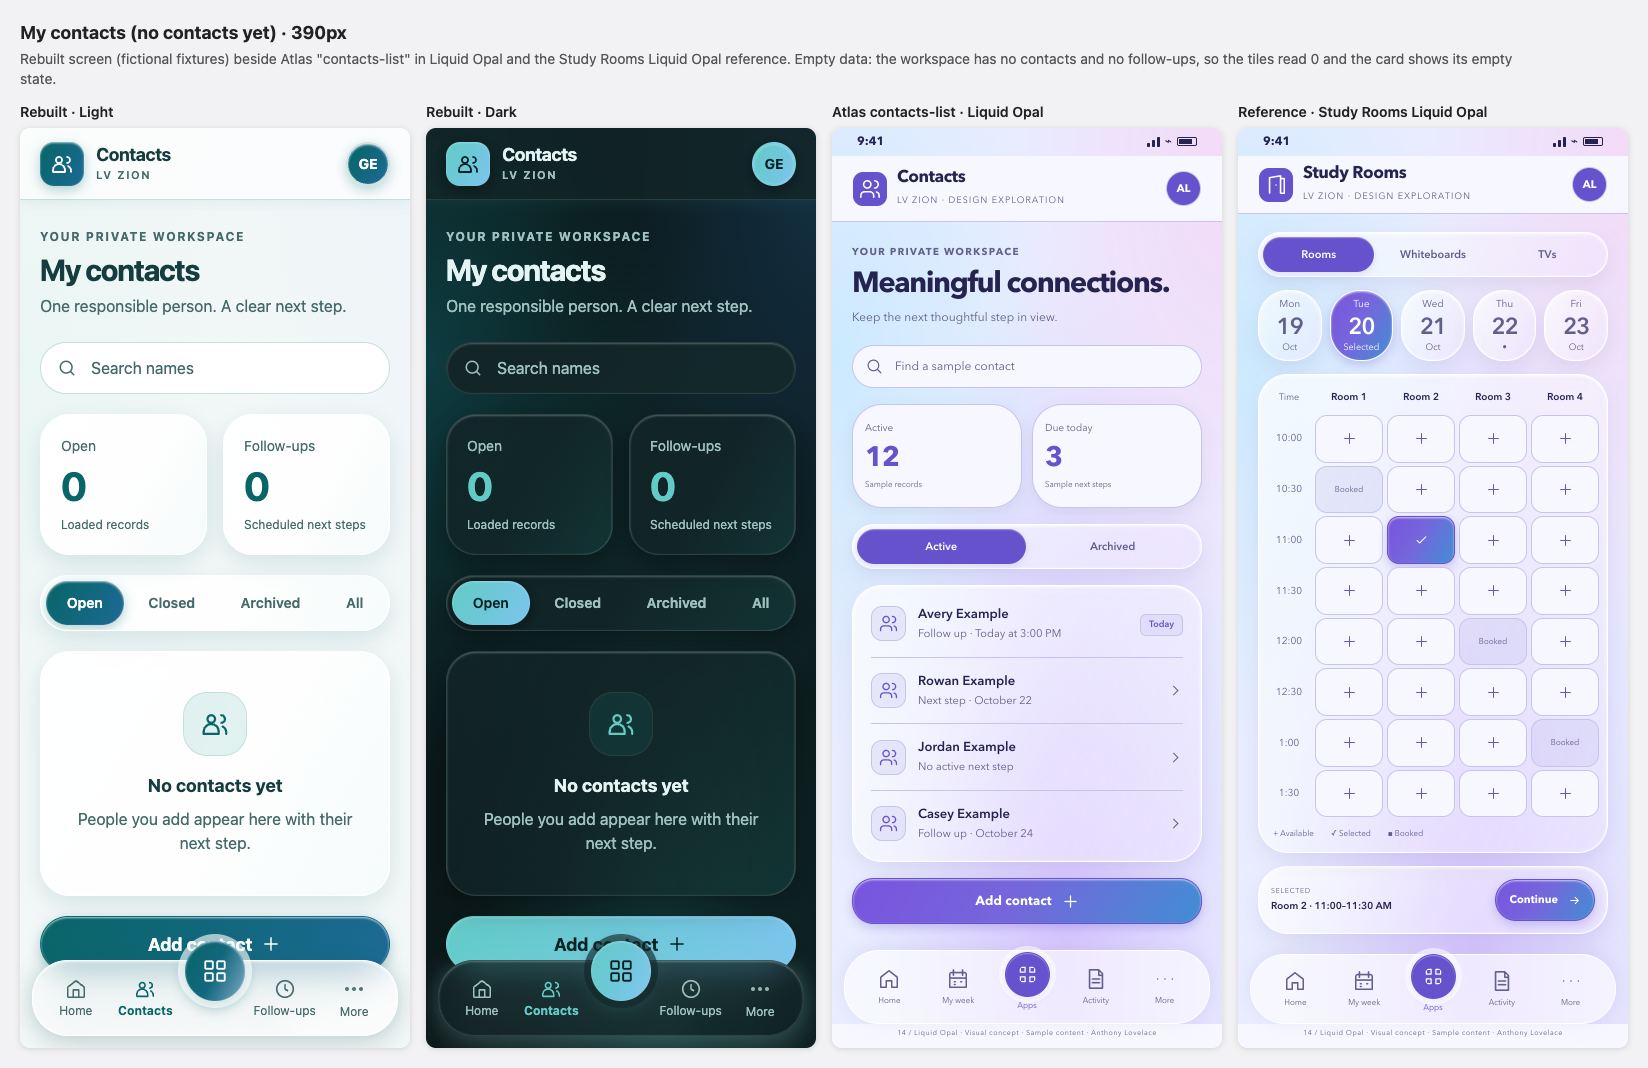 My contacts (no contacts yet) · 390px
Rebuilt screen (fictional fixtures) beside Atlas "contacts-list" in Liquid Opal and the Study Rooms Liquid Opal reference. Empty data: the workspace has no contacts and no follow-ups, so the tiles read 0 and the card shows its empty
state.
Rebuilt · Light
Contacts
LV ZION
GE
YOUR PRIVATE WORKSPACE
My contacts
One responsible person. A clear next step.
Search names
Open
0
Loaded records
Follow-ups
0
Scheduled next steps
Open Closed Archived All
No contacts yet
People you add appear here with their
next step.
Add contact +
Home Contacts Follow-ups More
Rebuilt · Dark
Contacts
LV ZION
GE
YOUR PRIVATE WORKSPACE
My contacts
One responsible person. A clear next step.
Search names
Open
0
Loaded records
Follow-ups
0
Scheduled next steps
Open Closed Archived All
No contacts yet
People you add appear here with their
next step.
Add contact +
Home Contacts Follow-ups More
Atlas contacts-list · Liquid Opal
9:41
Contacts
LV ZION · DESIGN EXPLORATION
AL
YOUR PRIVATE WORKSPACE
Meaningful connections.
Keep the next thoughtful step in view.
Find a sample contact
Active
12
Sample records
Due today
3
Sample next steps
Active Archived
Avery Example
Follow up · Today at 3:00 PM
Today
Rowan Example
Next step · October 22
Jordan Example
No active next step
Casey Example
Follow up · October 24
Add contact +
Home My week Apps Activity More
14 / Liquid Opal · Visual concept · Sample content · Anthony Lovelace
Reference · Study Rooms Liquid Opal
9:41
Study Rooms
LV ZION · DESIGN EXPLORATION
AL
Rooms Whiteboards TVs
Mon Tue Wed Thu Fri
19 20 21 22 23
Oct Selected Oct • Oct
Time Room 1 Room 2 Room 3 Room 4
10:00 + + + +
10:30 Booked + + +
11:00 + ✓ + +
11:30 + + + +
12:00 + + Booked +
12:30 + + + +
1:00 + + + Booked
1:30 + + + +
+ Available ✓ Selected ■ Booked
SELECTED
Room 2 · 11:00–11:30 AM
Continue →
Home My week Apps Activity More
14 / Liquid Opal · Visual concept · Sample content · Anthony Lovelace